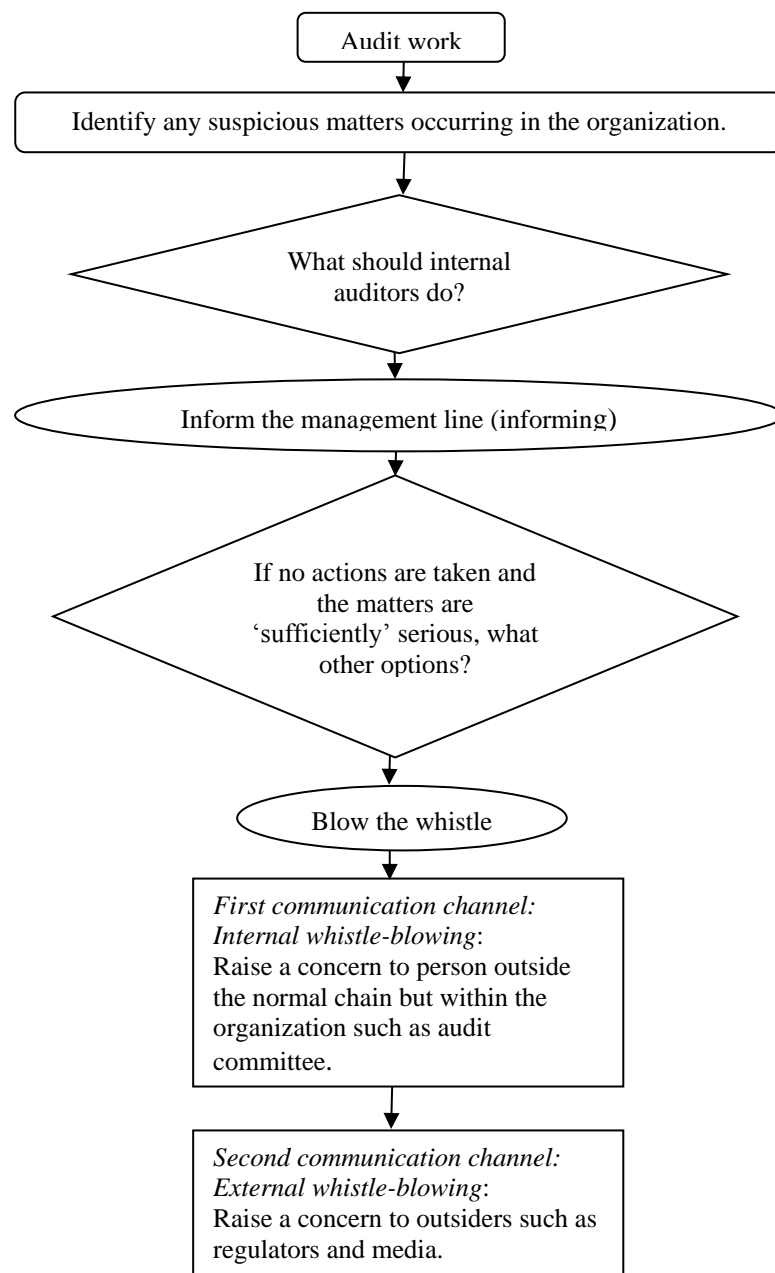 Audit work
Identify any suspicious matters occurring in the organization.
What should internal
auditors do?
Inform the management line (informing)
If no actions are taken and
the matters are
‘sufficiently’ serious, what
other options?
Blow the whistle
First communication channel:
Internal whistle-blowing:
Raise a concern to person outside
the normal chain but within the
organization such as audit
committee.
Second communication channel:
External whistle-blowing:
Raise a concern to outsiders such as
regulators and media.